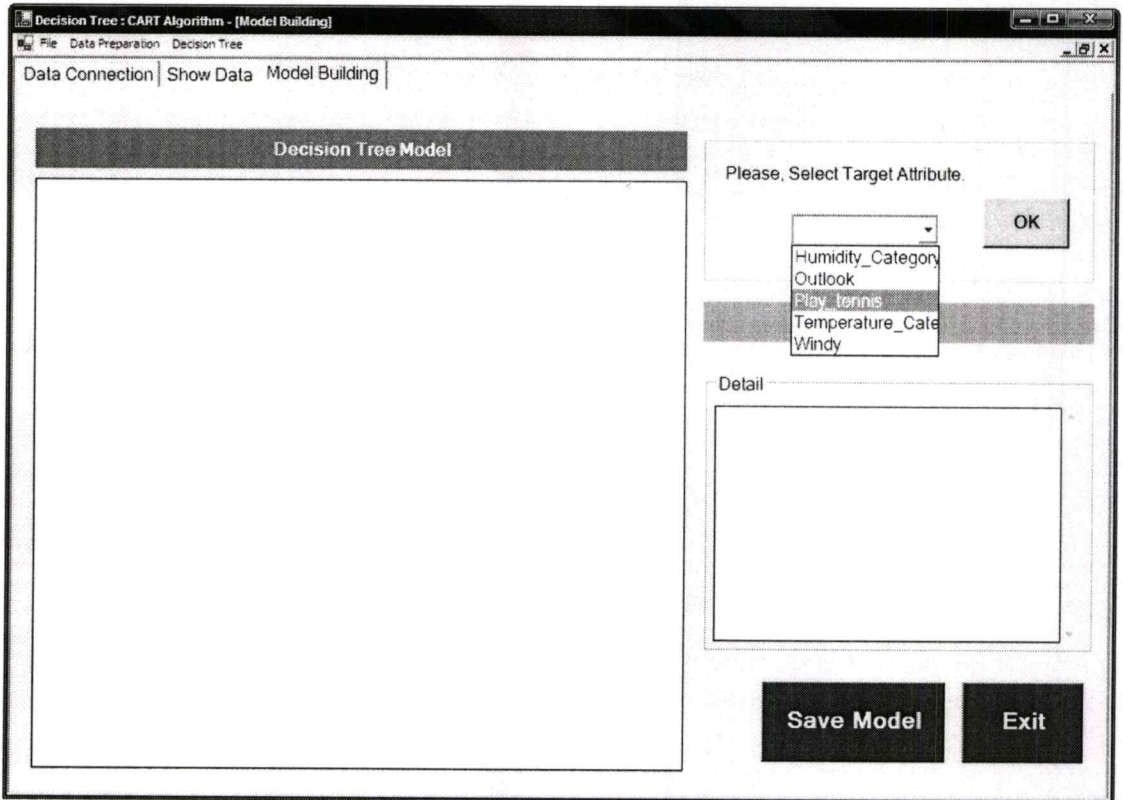 Decision Tree : CART Algorithm - [Model Building]
File Data Preparation Decision Tree
Data Connection Show Data Model Building
Decision Tree Model
Please, Select Target Attribute.
OK
Humidity_Category
Outlook
Play_tennis
Temperature_Cate
Windy
Detail
Save Model
Exit